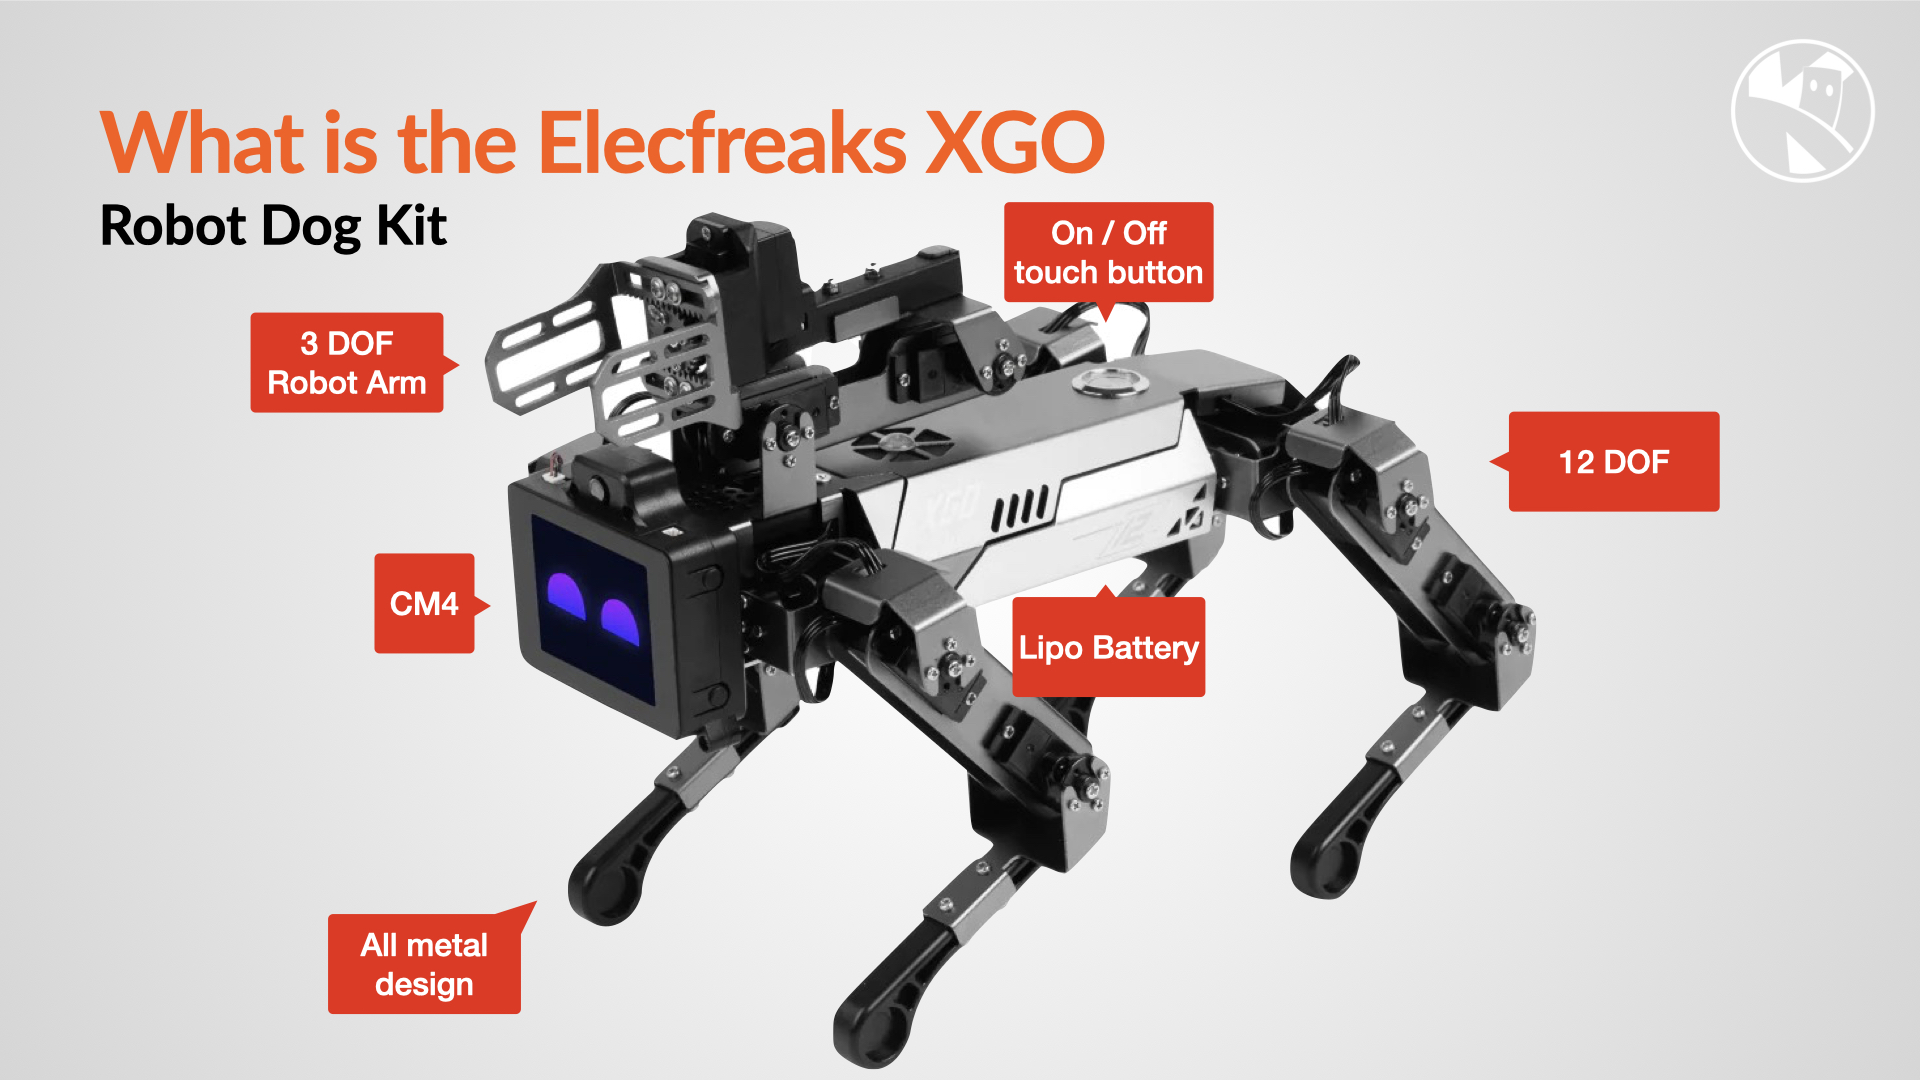 What is the Elecfreaks XGO
Robot Dog Kit
On / Off
touch button
3 DOF
Robot Arm
12 DOF
XGO
CM4
Lipo Battery
All metal
design